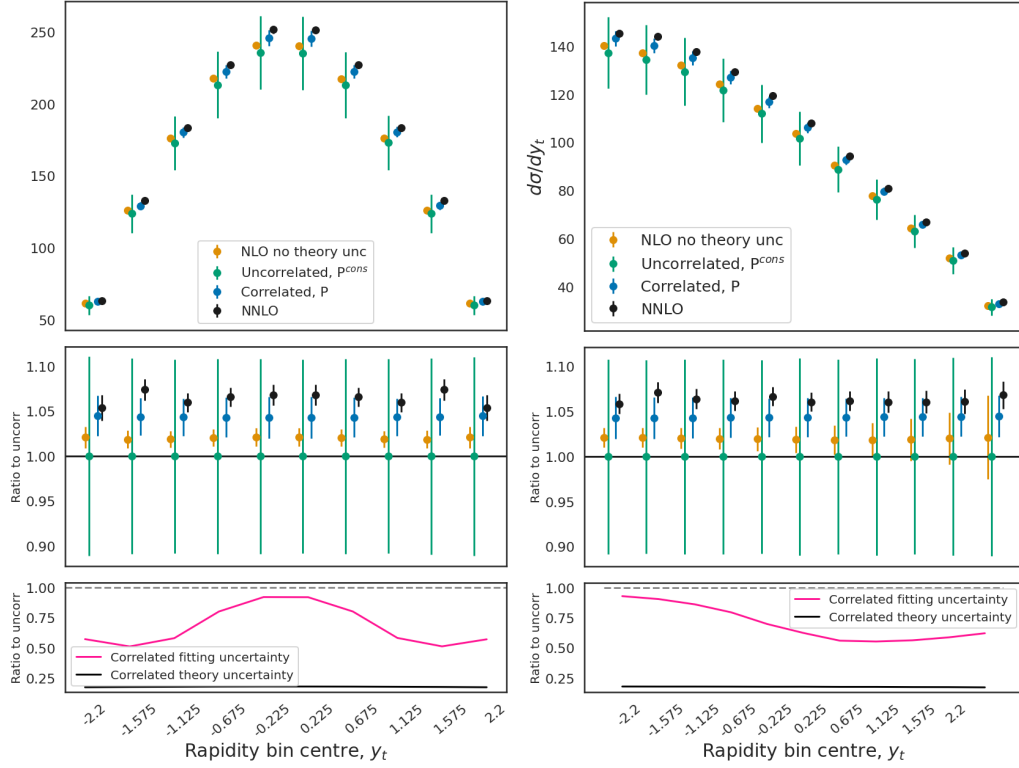 250
200
150
100
50
NLO no theory unc
Uncorrelated, P^cons
Correlated, P
NNLO
1.10
1.05
1.00
0.95
0.90
Ratio to uncorr
1.00
0.75
0.50
0.25
Ratio to uncorr
Correlated fitting uncertainty
Correlated theory uncertainty
-2.2
-1.575
-1.125
-0.675
-0.225
0.225
0.675
1.125
1.575
2.2
Rapidity bin centre, y_t
dσ/dy_t
140
120
100
80
60
40
NLO no theory unc
Uncorrelated, P^cons
Correlated, P
NNLO
1.10
1.05
1.00
0.95
0.90
Ratio to uncorr
1.00
0.75
0.50
0.25
Ratio to uncorr
Correlated fitting uncertainty
Correlated theory uncertainty
-2.2
-1.575
-1.125
-0.675
-0.225
0.225
0.675
1.125
2.2
Rapidity bin centre, y_t